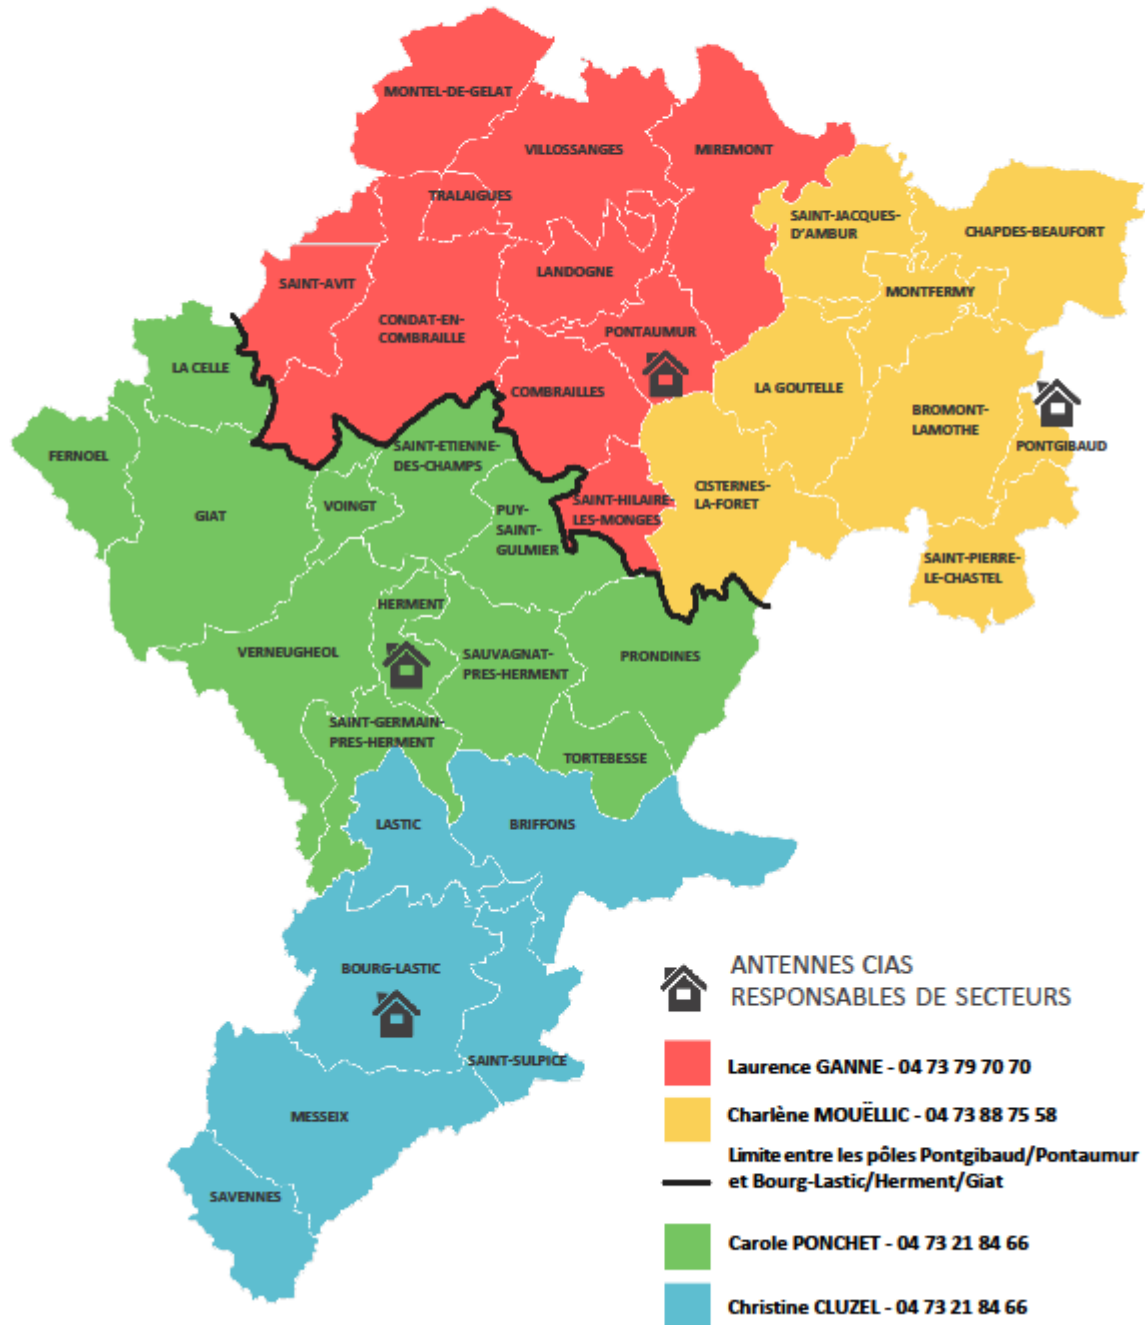 MONTEL-DE-GELAT
VILLOSSANGES
MIREMONT
TRALAIGUES
SAINT-JACQUES-
D'AMBUR
CHAPDES-BEAUFORT
LANDOGNE
SAINT-AVIT
MONTFERMY
CONDAT-EN-
COMBRAILLE
PONTAUMUR
LA CELLE
COMBRAILLES
LA GOUTELLE
BROMONT-
LAMOTHE
PONTGIBAUD
FERNOEL
SAINT-ETIENNE-
DES-CHAMPS
GIAT
VOINGT
PUY-
SAINT-
GULMIER
SAINT-HILAIRE-
LES-MONGES
CISTERNES-
LA-FORET
SAINT-PIERRE-
LE-CHASTEL
HERMENT
VERNEUGHEOL
SAUVAGNAT-
PRES-HERMENT
PRONDINES
SAINT-GERMAIN-
PRES-HERMENT
TORTEBESSE
LASTIC
BRIFFONS
BOURG-LASTIC
SAINT-SULPICE
MESSEIX
SAVENNES
ANTENNES CIAS
RESPONSABLES DE SECTEURS
Laurence GANNE - 04 73 79 70 70
Charlène MOUËLLIC - 04 73 88 75 58
Limite entre les pôles Pontgibaud/Pontaumur
et Bourg-Lastic/Herment/Giat
Carole PONCHET - 04 73 21 84 66
Christine CLUZEL - 04 73 21 84 66